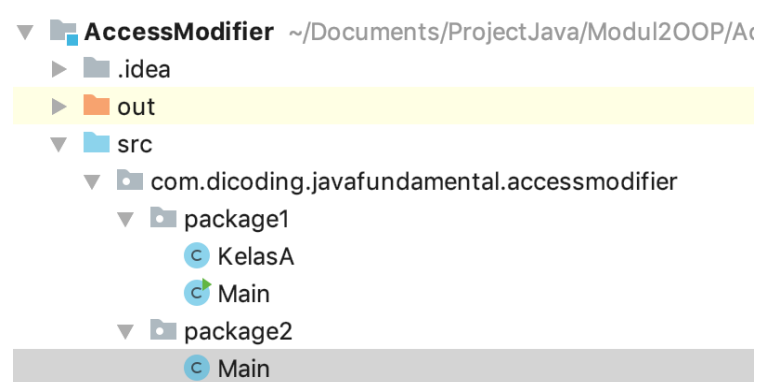 AccessModifier ~/Documents/ProjectJava/Modul2OOP/Ac
.idea
out
src
com.dicoding.javafundamental.accessmodifier
package1
C KelasA
C Main
package2
C Main